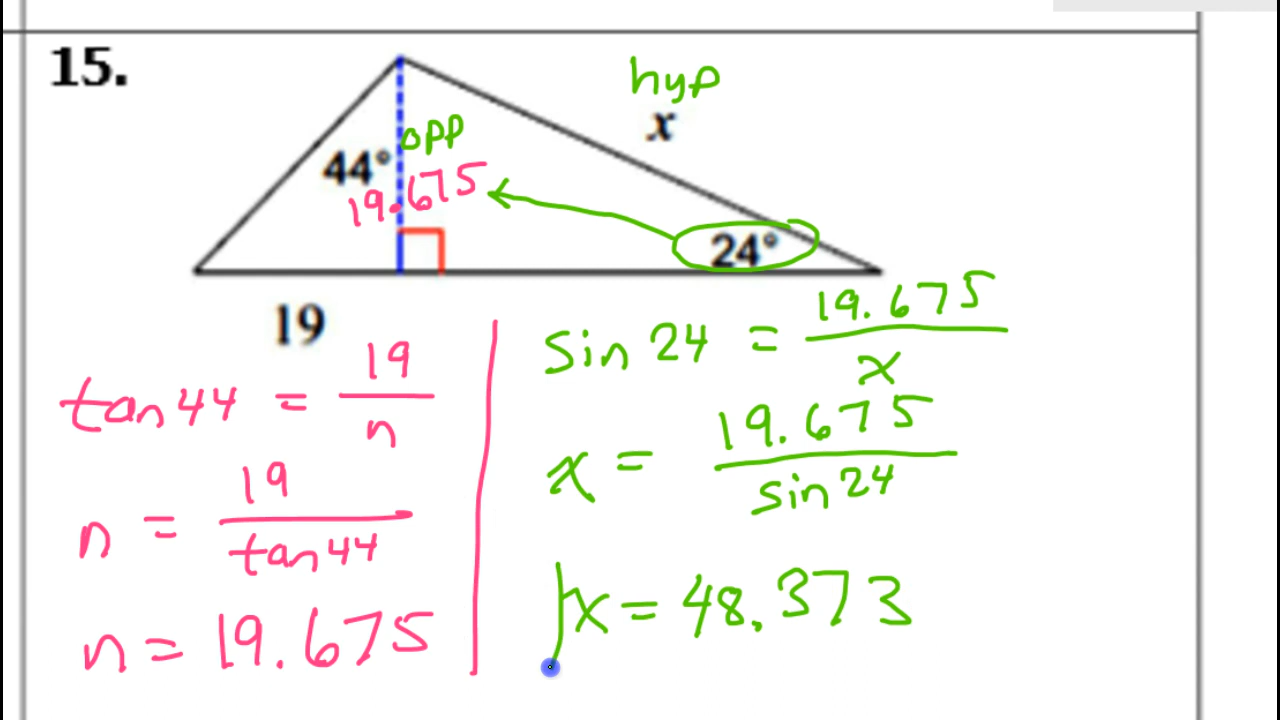 15.
hyp
x
opp
44°
19.675
24°
19
tan 44 = 19/n
n = 19/tan 44
n = 19.675
sin 24 = 19.675/x
x = 19.675/sin 24
x = 48.373